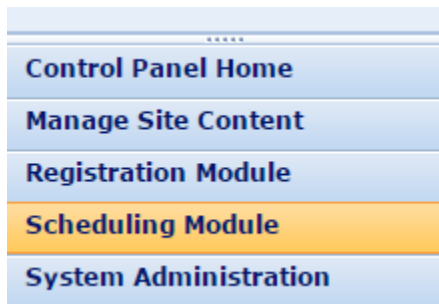 Control Panel Home
Manage Site Content
Registration Module
Scheduling Module
System Administration